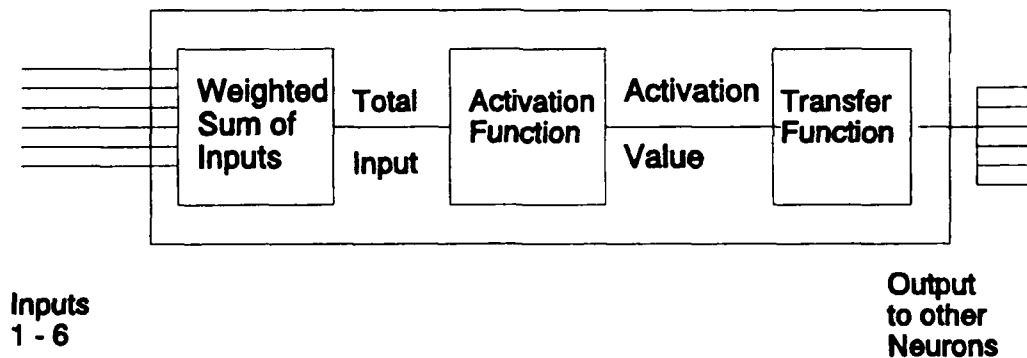 Weighted
Sum of
Inputs
Total
Input
Activation
Function
Activation
Value
Transfer
Function
Inputs
1 - 6
Output
to other
Neurons